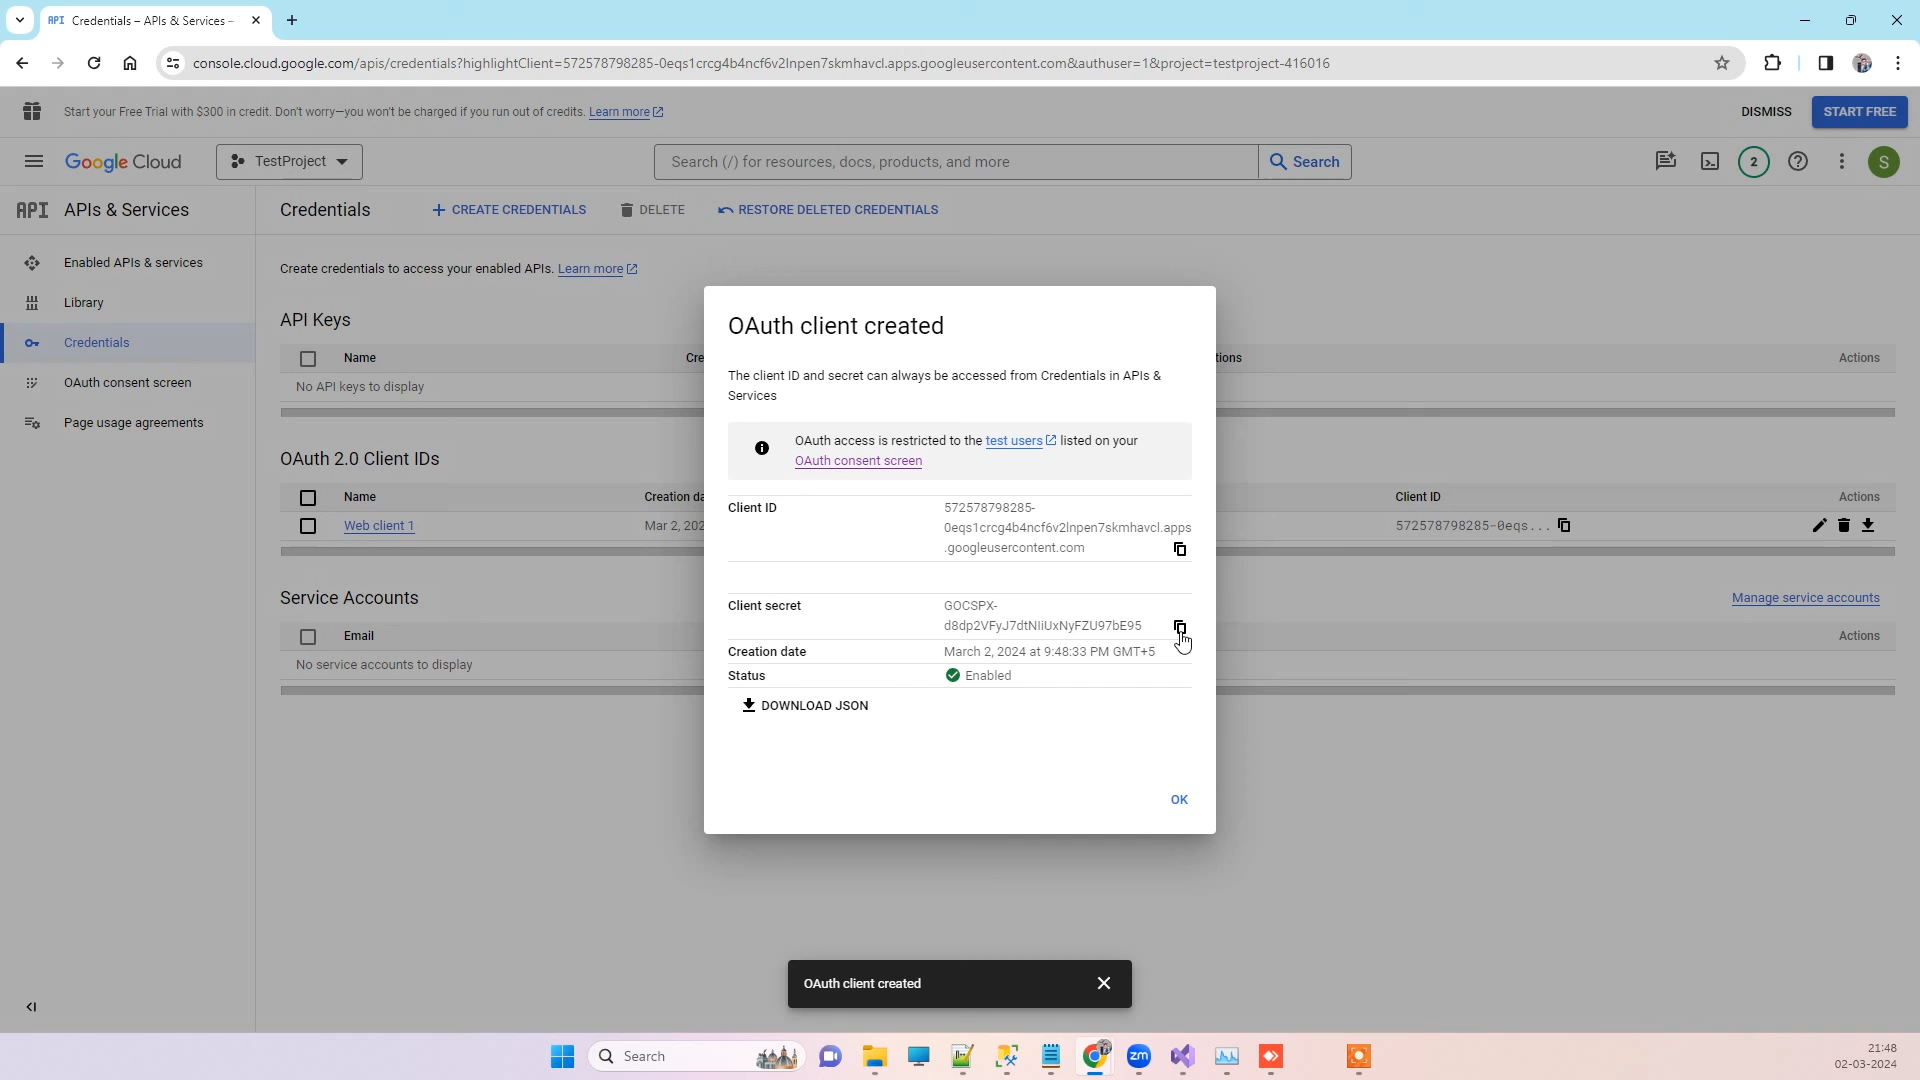 API Credentials – APIs & Services –
console.cloud.google.com/apis/credentials?highlightClient=572578798285-0eqs1crcg4b4ncf6v2lnpen7skmhavcl.apps.googleusercontent.com&authuser=1&project=testproject-416016
Start your Free Trial with $300 in credit. Don't worry—you won't be charged if you run out of credits. Learn more
DISMISS
START FREE
Google Cloud
TestProject
Search (/) for resources, docs, products, and more
Search
2
S
API APIs & Services
Credentials
+ CREATE CREDENTIALS
DELETE
RESTORE DELETED CREDENTIALS
Enabled APIs & services
Library
Credentials
OAuth consent screen
Page usage agreements
Create credentials to access your enabled APIs. Learn more
API Keys
Name
Cre
tions
Actions
No API keys to display
OAuth 2.0 Client IDs
Name
Creation da
Client ID
Actions
Web client 1
Mar 2, 202
572578798285-0eqs...
Service Accounts
Manage service accounts
Email
Actions
No service accounts to display
OAuth client created
The client ID and secret can always be accessed from Credentials in APIs &
Services
OAuth access is restricted to the test users listed on your
OAuth consent screen
Client ID
572578798285-
0eqs1crcg4b4ncf6v2lnpen7skmhavcl.apps
.googleusercontent.com
Client secret
GOCSPX-
d8dp2VFyJ7dtNIiUxNyFZU97bE95
Creation date
March 2, 2024 at 9:48:33 PM GMT+5
Status
Enabled
DOWNLOAD JSON
OK
OAuth client created
Search
zm
21:48
02-03-2024